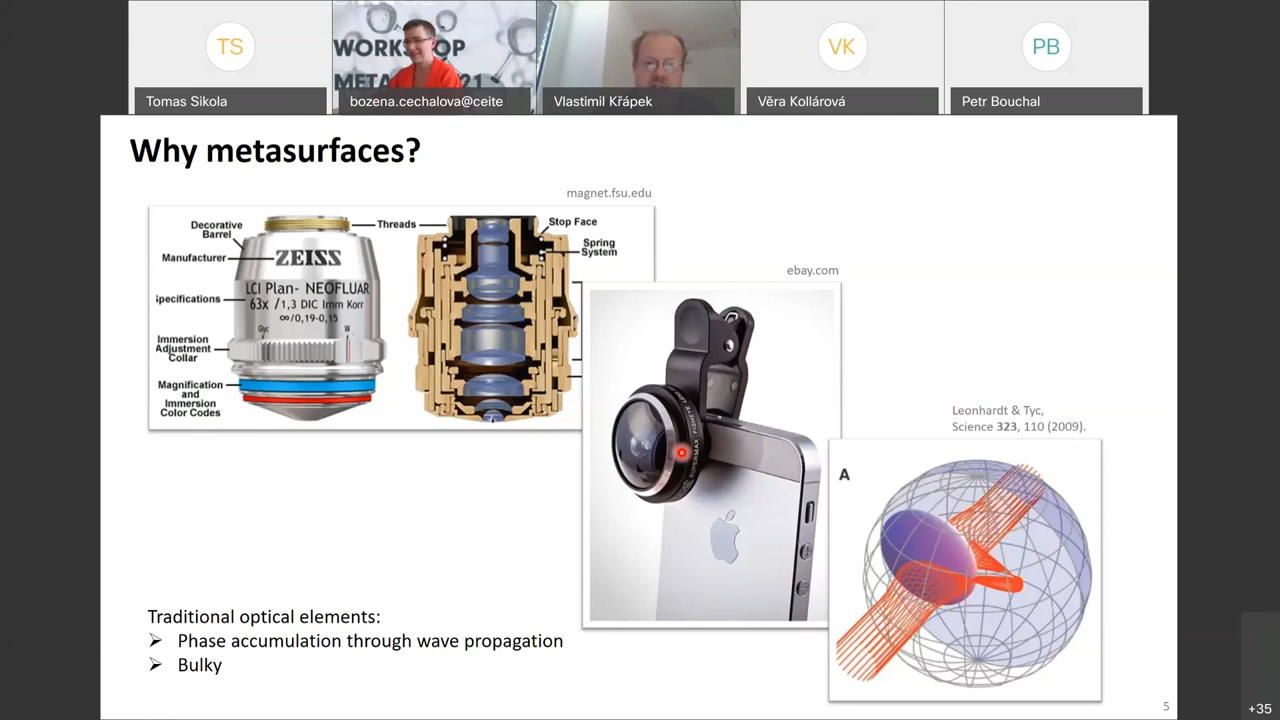 TS
WORKSHOP
META
21
VK
PB
Tomas Sikola
bozena.cechalova@ceite
Vlastimil Křápek
Věra Kollárová
Petr Bouchal
Why metasurfaces?
magnet.fsu.edu
Decorative
Barrel
Threads
Stop Face
Manufacturer
ZEISS
Spring
System
LCI Plan- NEOFLUAR
Specifications
63x /1,3 DIC Imm Korr
∞/0,19-0,15
Glyc
W
Immersion
Adjustment
Collar
Magnification
and
Immersion
Color Codes
ebay.com
SUPERMAX FISHEYE
Leonhardt & Tyc,
Science 323, 110 (2009).
A
Traditional optical elements:
➢ Phase accumulation through wave propagation
➢ Bulky
5
+35